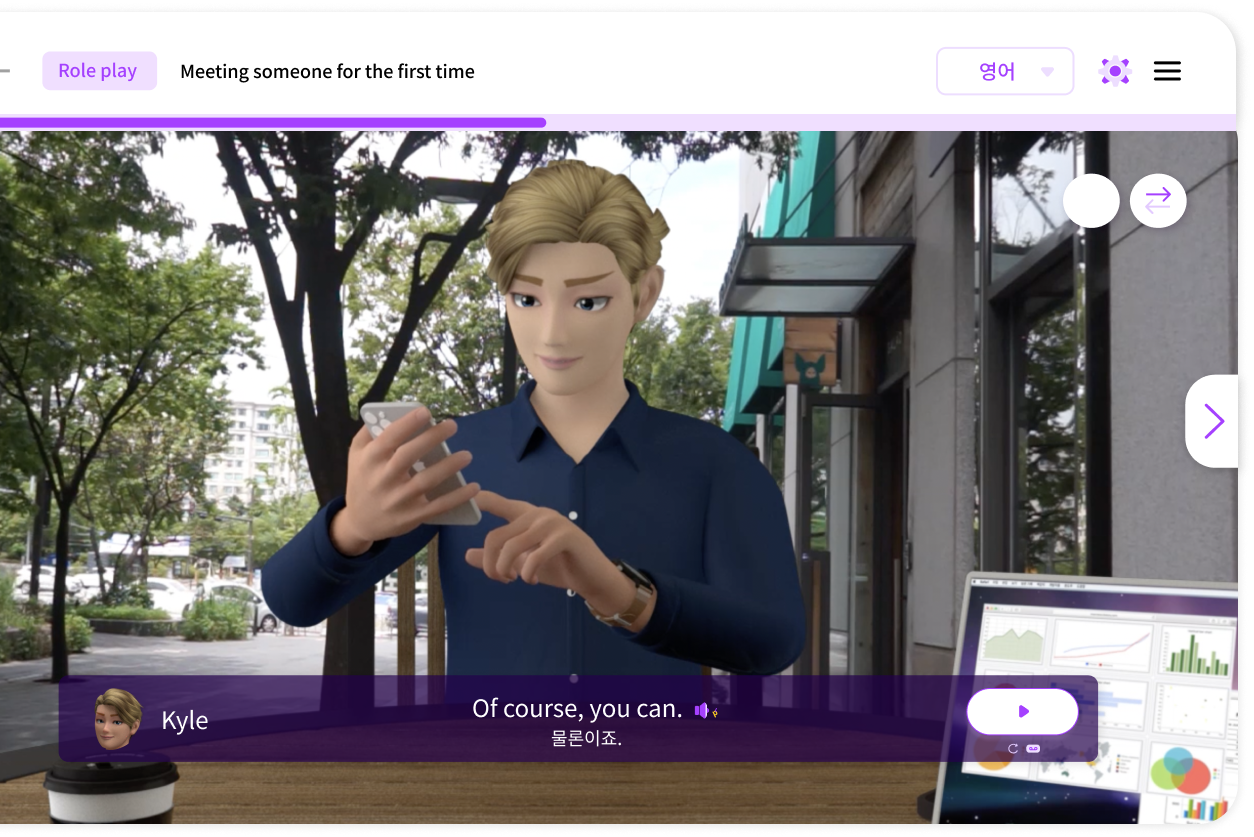 Role play
Meeting someone for the first time
영어
Kyle
Of course, you can.
물론이죠.